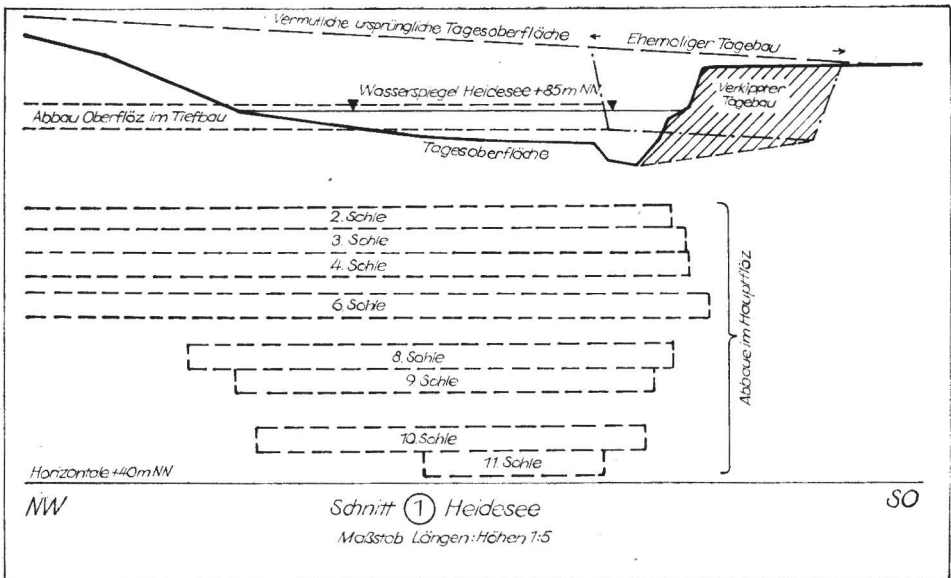 Vermutliche ursprüngliche Tagesoberfläche
Ehemaliger Tagebau
Wasserspiegel Heidesee +85m NN
Verkippter
Tagebau
Abbau Oberflöz im Tiefbau
Tagesoberfläche
2. Sohle
3. Sohle
4. Sohle
6. Sohle
8. Sohle
9. Sohle
10. Sohle
11. Sohle
Abbaue im Hauptflöz
Horizontale +40m NN
NW
Schnitt 1 Heidesee
SO
Maßstab Längen:Höhen 1:5